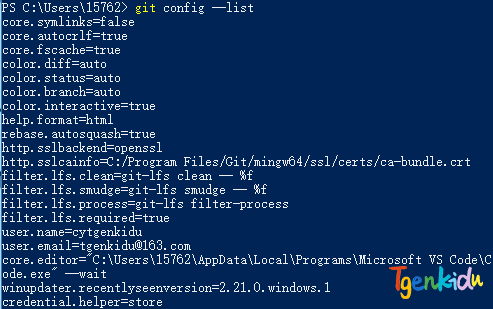 PS C:\Users\15762> git config --list
core.symlinks=false
core.autocrlf=true
core.fscache=true
color.diff=auto
color.status=auto
color.branch=auto
color.interactive=true
help.format=html
rebase.autosquash=true
http.sslbackend=openssl
http.sslcainfo=C:/Program Files/Git/mingw64/ssl/certs/ca-bundle.crt
filter.lfs.clean=git-lfs clean -- %f
filter.lfs.smudge=git-lfs smudge -- %f
filter.lfs.process=git-lfs filter-process
filter.lfs.required=true
user.name=cytgenkidu
user.email=tgenkidu@163.com
core.editor="C:\Users\15762\AppData\Local\Programs\Microsoft VS Code\C
ode.exe" --wait
winupdater.recentlyseenversion=2.21.0.windows.1
credential.helper=store
Tgenkidu